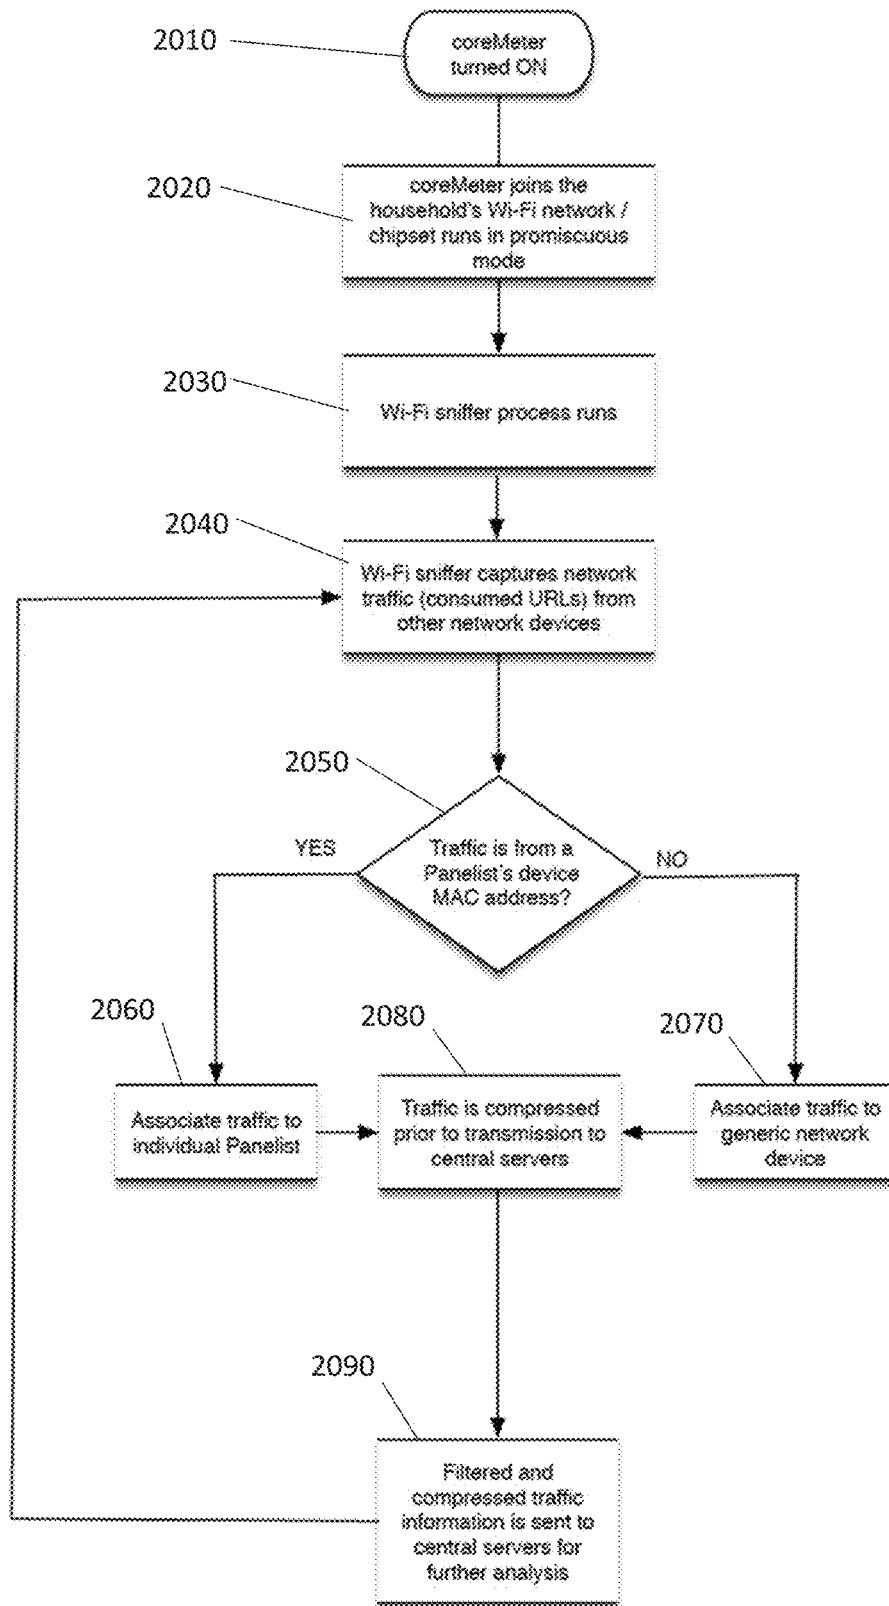 2010
coreMeter
turned ON
2020
coreMeter joins the
household's Wi-Fi network /
chipset runs in promiscuous
mode
2030
Wi-Fi sniffer process runs
2040
Wi-Fi sniffer captures network
traffic (consumed URLs) from
other network devices
2050
YES
Traffic is from a
Panelist's device
MAC address?
NO
2060
Associate traffic to
individual Panelist
2080
Traffic is compressed
prior to transmission to
central servers
2070
Associate traffic to
generic network
device
2090
Filtered and
compressed traffic
information is sent to
central servers for
further analysis